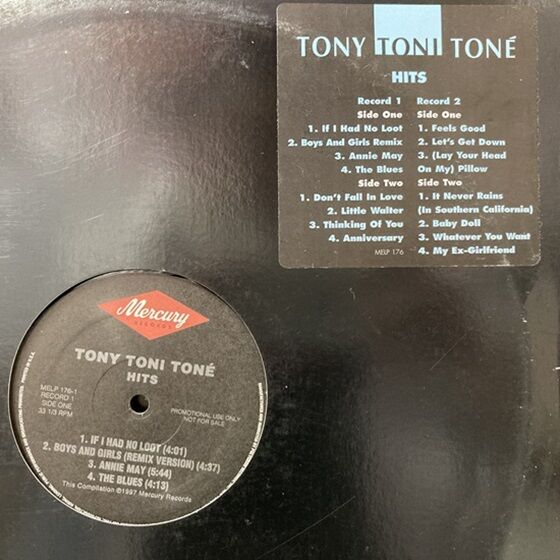 TONY TONI TONÉ
HITS
Record 1 Record 2
Side One Side One
1. If I Had No Loot 1. Feels Good
2. Boys And Girls Remix 2. Let's Get Down
3. Annie May 3. (Lay Your Head
4. The Blues On My) Pillow
Side Two Side Two
1. Don't Fall In Love 1. It Never Rains
2. Little Walter (In Southern California)
3. Thinking Of You 2. Baby Doll
4. Anniversary 3. Whatever You Want
MELP 176 4. My Ex-Girlfriend
Mercury
RECORDS
TONY TONI TONÉ
HITS
MELP 176-1
RECORD 1
SIDE ONE
33 1/3 RPM
PROMOTIONAL USE ONLY
NOT FOR SALE
1. IF I HAD NO LOOT (4:01)
2. BOYS AND GIRLS (REMIX VERSION) (4:37)
3. ANNIE MAY (5:44)
4. THE BLUES (4:13)
This Compilation ©1997 Mercury Records